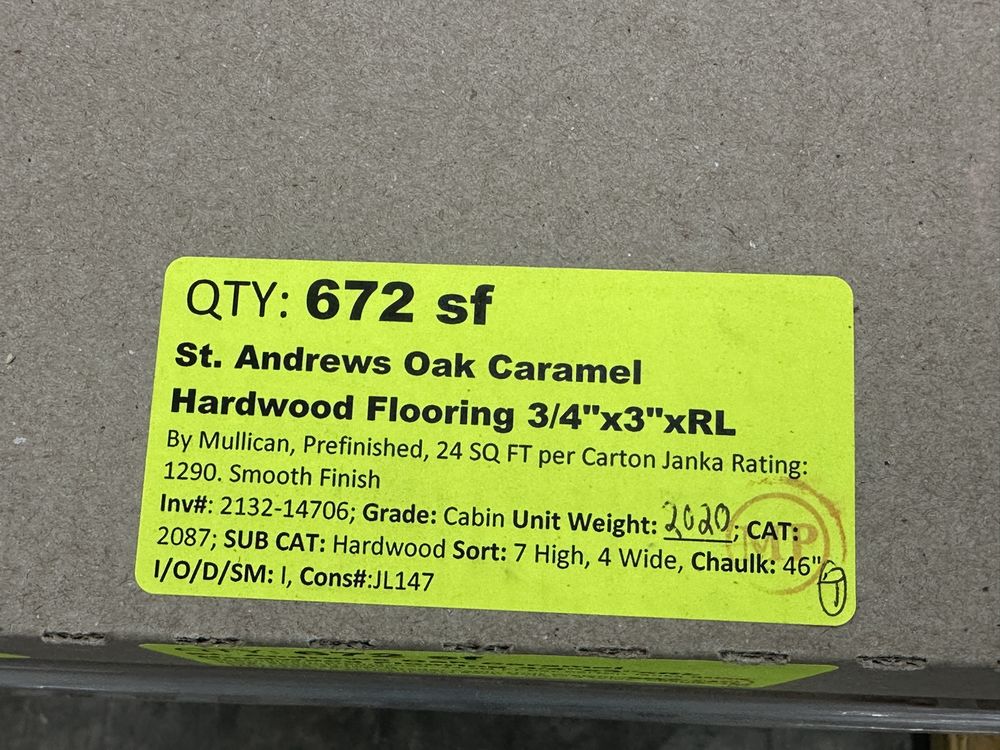 QTY: 672 sf
St. Andrews Oak Caramel
Hardwood Flooring 3/4"x3"xRL
By Mullican, Prefinished, 24 SQ FT per Carton Janka Rating:
1290. Smooth Finish
Inv#: 2132-14706; Grade: Cabin Unit Weight: 2020; CAT:
2087; SUB CAT: Hardwood Sort: 7 High, 4 Wide, Chaulk: 46"
I/O/D/SM: I, Cons#:JL147
MP